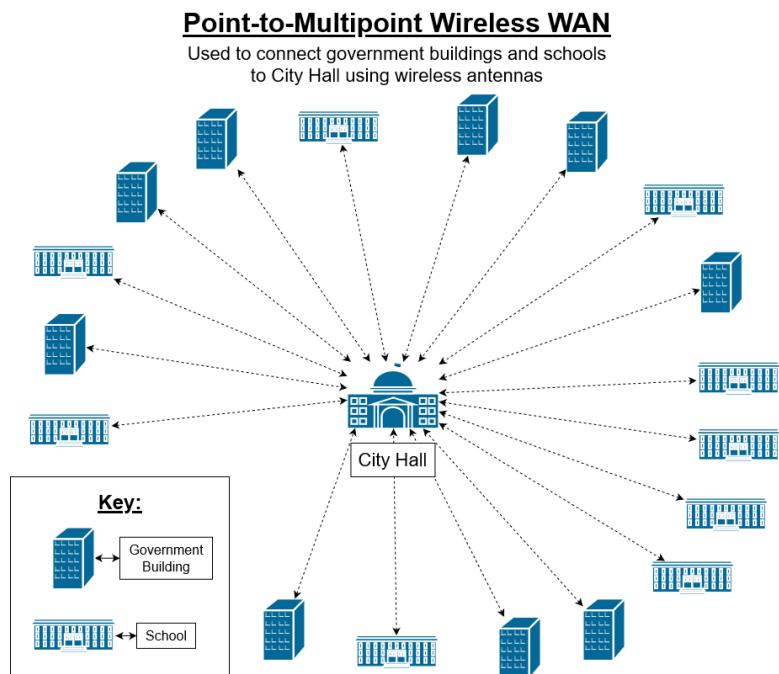 Point-to-Multipoint Wireless WAN
Used to connect government buildings and schools
to City Hall using wireless antennas
City Hall
Key:
Government
Building
School